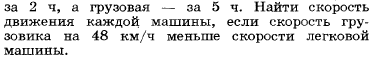 за 2 ч, а грузовая — за 5 ч. Найти скорость
движения каждой машины, если скорость гру-
зовика на 48 км/ч меньше скорости легковой
машины.